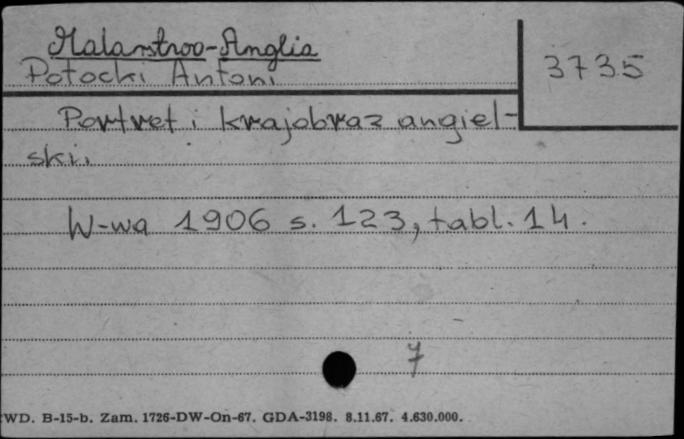 Malarstwo-Anglia
Potocki Antoni
3735
Portret i krajobraz angiel-
ski.
W-wa 1906 s. 123, tabl. 14.
7
WD. B-15-b. Zam. 1726-DW-On-67. GDA-3198. 8.11.67. 4.630.000.